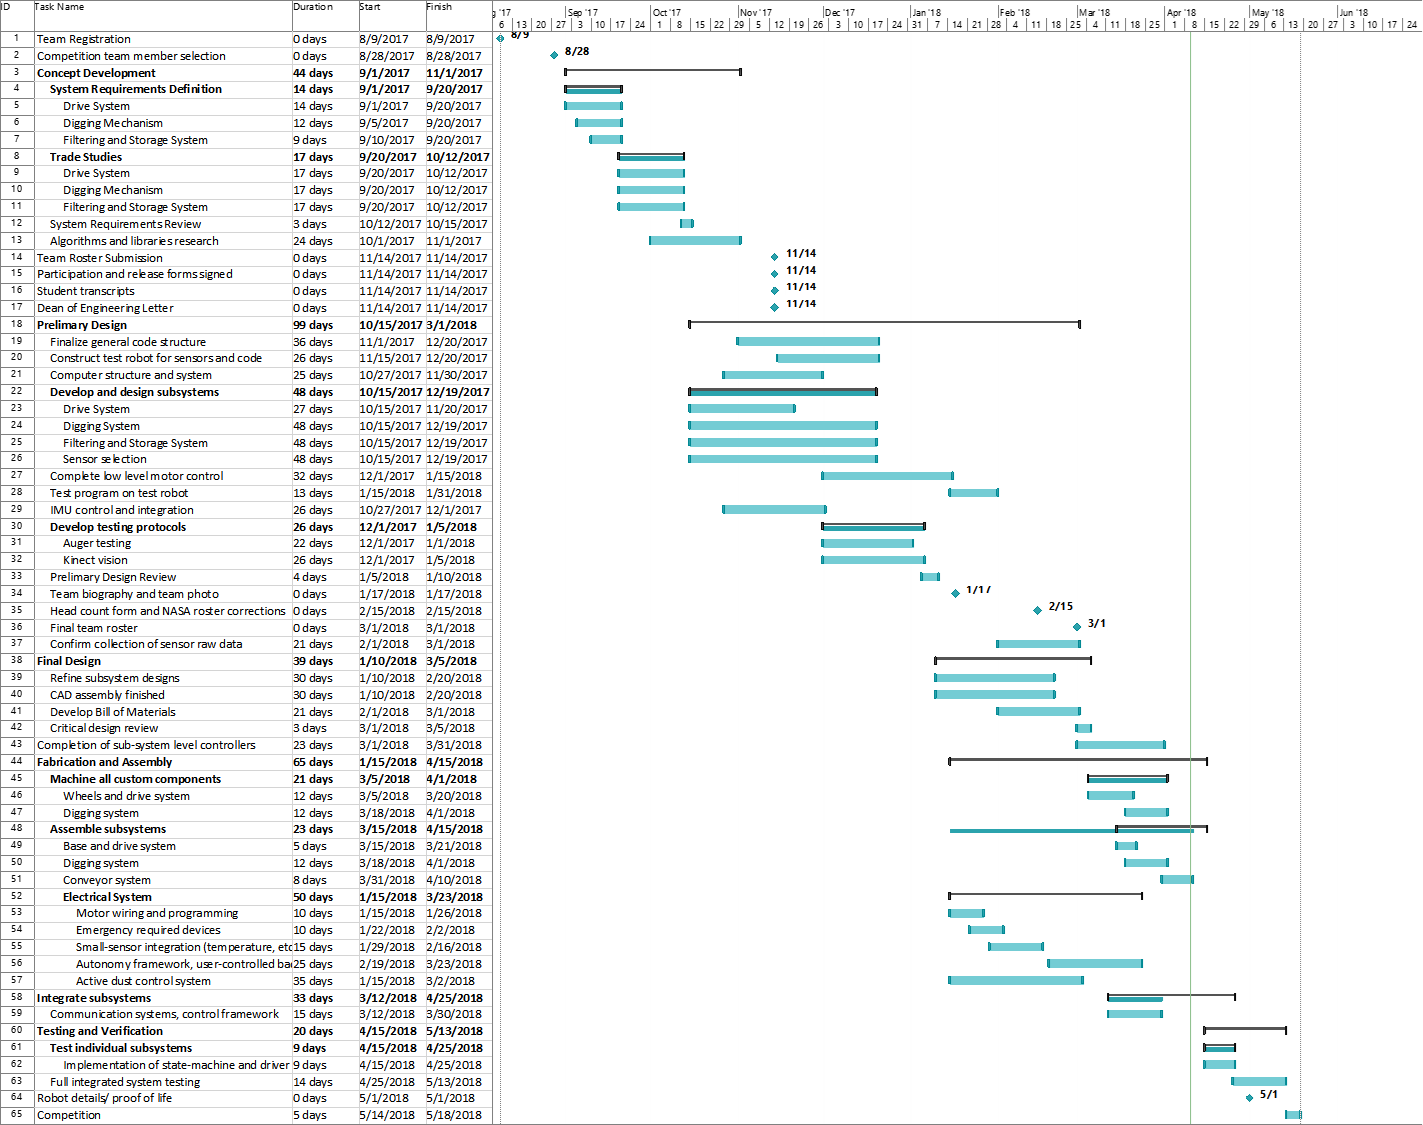 ID Task Name Duration Start Finish g '17 Sep '17 Oct '17 Nov '17 Dec '17 Jan '18 Feb '18 Mar '18 Apr '18 May '18 Jun '18
6 13 20 27 3 10 17 24 1 8 15 22 29 5 12 19 26 3 10 17 24 31 7 14 21 28 4 11 18 25 4 11 18 25 1 8 15 22 29 6 13 20 27 3 10 17 24
1 Team Registration 0 days 8/9/2017 8/9/2017 8/9
2 Competition team member selection 0 days 8/28/2017 8/28/2017 8/28
3 Concept Development 44 days 9/1/2017 11/1/2017
4 System Requirements Definition 14 days 9/1/2017 9/20/2017
5 Drive System 14 days 9/1/2017 9/20/2017
6 Digging Mechanism 12 days 9/5/2017 9/20/2017
7 Filtering and Storage System 9 days 9/10/2017 9/20/2017
8 Trade Studies 17 days 9/20/2017 10/12/2017
9 Drive System 17 days 9/20/2017 10/12/2017
10 Digging Mechanism 17 days 9/20/2017 10/12/2017
11 Filtering and Storage System 17 days 9/20/2017 10/12/2017
12 System Requirements Review 3 days 10/12/2017 10/15/2017
13 Algorithms and libraries research 24 days 10/1/2017 11/1/2017
14 Team Roster Submission 0 days 11/14/2017 11/14/2017 11/14
15 Participation and release forms signed 0 days 11/14/2017 11/14/2017 11/14
16 Student transcripts 0 days 11/14/2017 11/14/2017 11/14
17 Dean of Engineering Letter 0 days 11/14/2017 11/14/2017 11/14
18 Prelimary Design 99 days 10/15/2017 3/1/2018
19 Finalize general code structure 36 days 11/1/2017 12/20/2017
20 Construct test robot for sensors and code 26 days 11/15/2017 12/20/2017
21 Computer structure and system 25 days 10/27/2017 11/30/2017
22 Develop and design subsystems 48 days 10/15/2017 12/19/2017
23 Drive System 27 days 10/15/2017 11/20/2017
24 Digging System 48 days 10/15/2017 12/19/2017
25 Filtering and Storage System 48 days 10/15/2017 12/19/2017
26 Sensor selection 48 days 10/15/2017 12/19/2017
27 Complete low level motor control 32 days 12/1/2017 1/15/2018
28 Test program on test robot 13 days 1/15/2018 1/31/2018
29 IMU control and integration 26 days 10/27/2017 12/1/2017
30 Develop testing protocols 26 days 12/1/2017 1/5/2018
31 Auger testing 22 days 12/1/2017 1/1/2018
32 Kinect vision 26 days 12/1/2017 1/5/2018
33 Prelimary Design Review 4 days 1/5/2018 1/10/2018
34 Team biography and team photo 0 days 1/17/2018 1/17/2018 1/17
35 Head count form and NASA roster corrections 0 days 2/15/2018 2/15/2018 2/15
36 Final team roster 0 days 3/1/2018 3/1/2018 3/1
37 Confirm collection of sensor raw data 21 days 2/1/2018 3/1/2018
38 Final Design 39 days 1/10/2018 3/5/2018
39 Refine subsystem designs 30 days 1/10/2018 2/20/2018
40 CAD assembly finished 30 days 1/10/2018 2/20/2018
41 Develop Bill of Materials 21 days 2/1/2018 3/1/2018
42 Critical design review 3 days 3/1/2018 3/5/2018
43 Completion of sub-system level controllers 23 days 3/1/2018 3/31/2018
44 Fabrication and Assembly 65 days 1/15/2018 4/15/2018
45 Machine all custom components 21 days 3/5/2018 4/1/2018
46 Wheels and drive system 12 days 3/5/2018 3/20/2018
47 Digging system 12 days 3/18/2018 4/1/2018
48 Assemble subsystems 23 days 3/15/2018 4/15/2018
49 Base and drive system 5 days 3/15/2018 3/21/2018
50 Digging system 12 days 3/18/2018 4/1/2018
51 Conveyor system 8 days 3/31/2018 4/10/2018
52 Electrical System 50 days 1/15/2018 3/23/2018
53 Motor wiring and programming 10 days 1/15/2018 1/26/2018
54 Emergency required devices 10 days 1/22/2018 2/2/2018
55 Small-sensor integration (temperature, etc 15 days 1/29/2018 2/16/2018
56 Autonomy framework, user-controlled ba 25 days 2/19/2018 3/23/2018
57 Active dust control system 35 days 1/15/2018 3/2/2018
58 Integrate subsystems 33 days 3/12/2018 4/25/2018
59 Communication systems, control framework 15 days 3/12/2018 3/30/2018
60 Testing and Verification 20 days 4/15/2018 5/13/2018
61 Test individual subsystems 9 days 4/15/2018 4/25/2018
62 Implementation of state-machine and driver 9 days 4/15/2018 4/25/2018
63 Full integrated system testing 14 days 4/25/2018 5/13/2018
64 Robot details/ proof of life 0 days 5/1/2018 5/1/2018 5/1
65 Competition 5 days 5/14/2018 5/18/2018